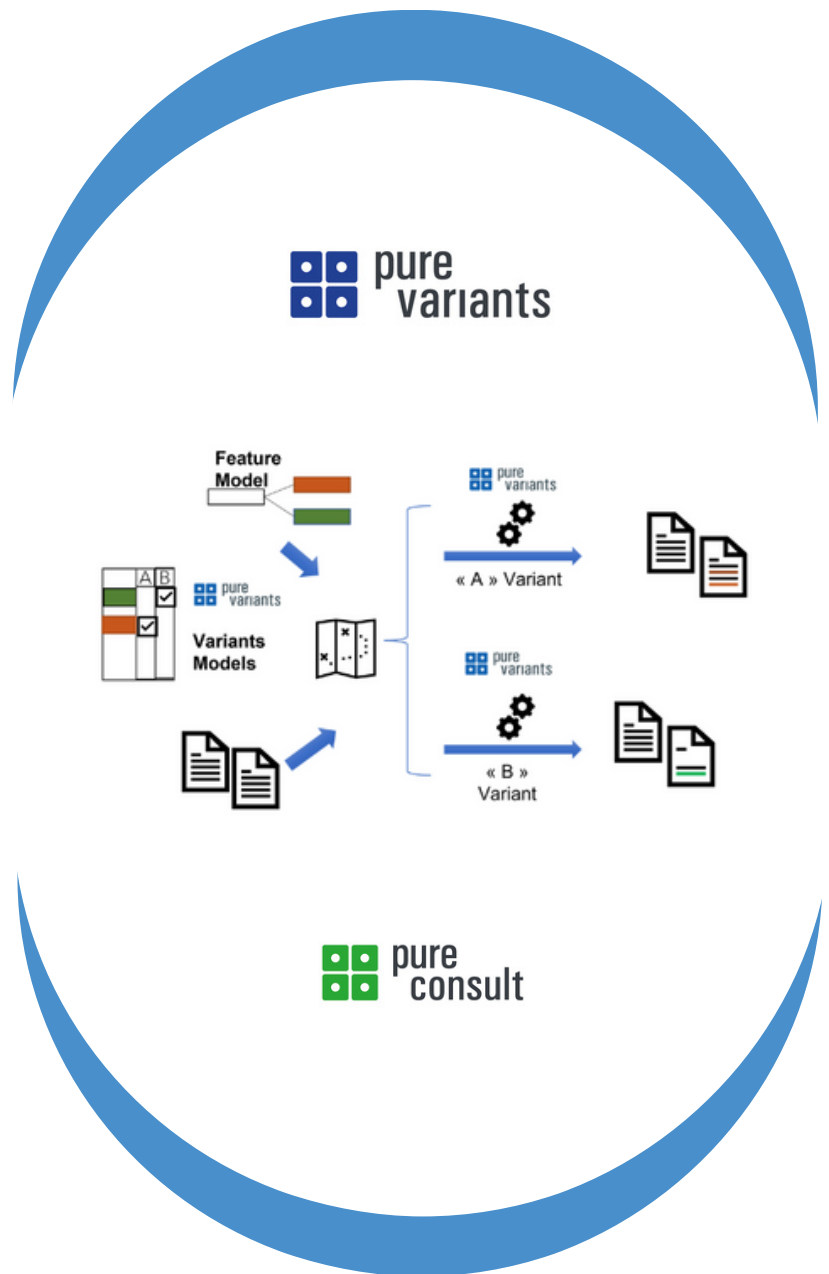 pure
variants
Feature
Model
pure
variants
« A » Variant
A B
pure
variants
Variants
Models
pure
variants
« B »
Variant
pure
consult